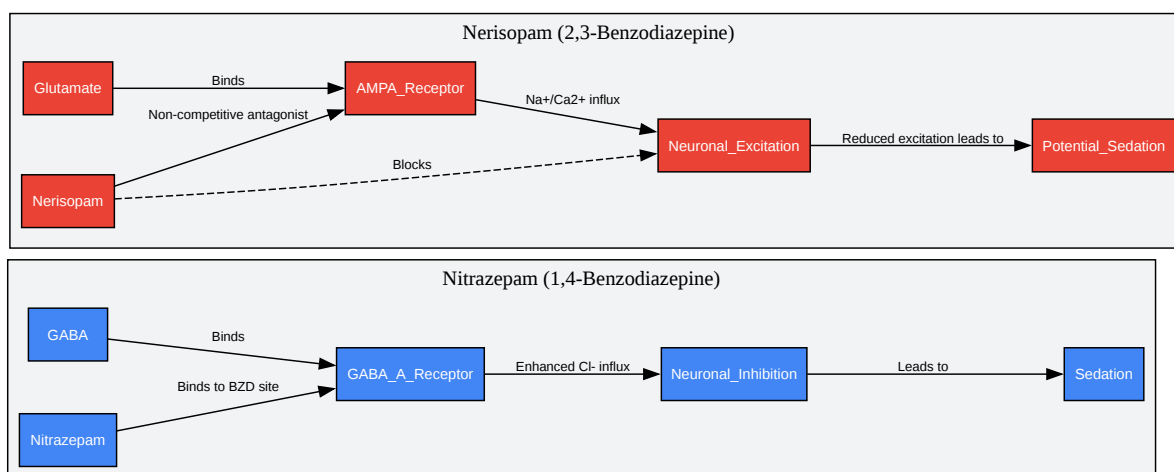 Nerisopam (2,3-Benzodiazepine)
Glutamate
Binds
AMPA_Receptor
Na+/Ca2+ influx
Non-competitive antagonist
Neuronal_Excitation
Reduced excitation leads to
Potential_Sedation
Blocks
Nerisopam
Nitrazepam (1,4-Benzodiazepine)
GABA
Binds
Binds to BZD site
GABA_A_Receptor
Enhanced Cl- influx
Neuronal_Inhibition
Leads to
Sedation
Nitrazepam